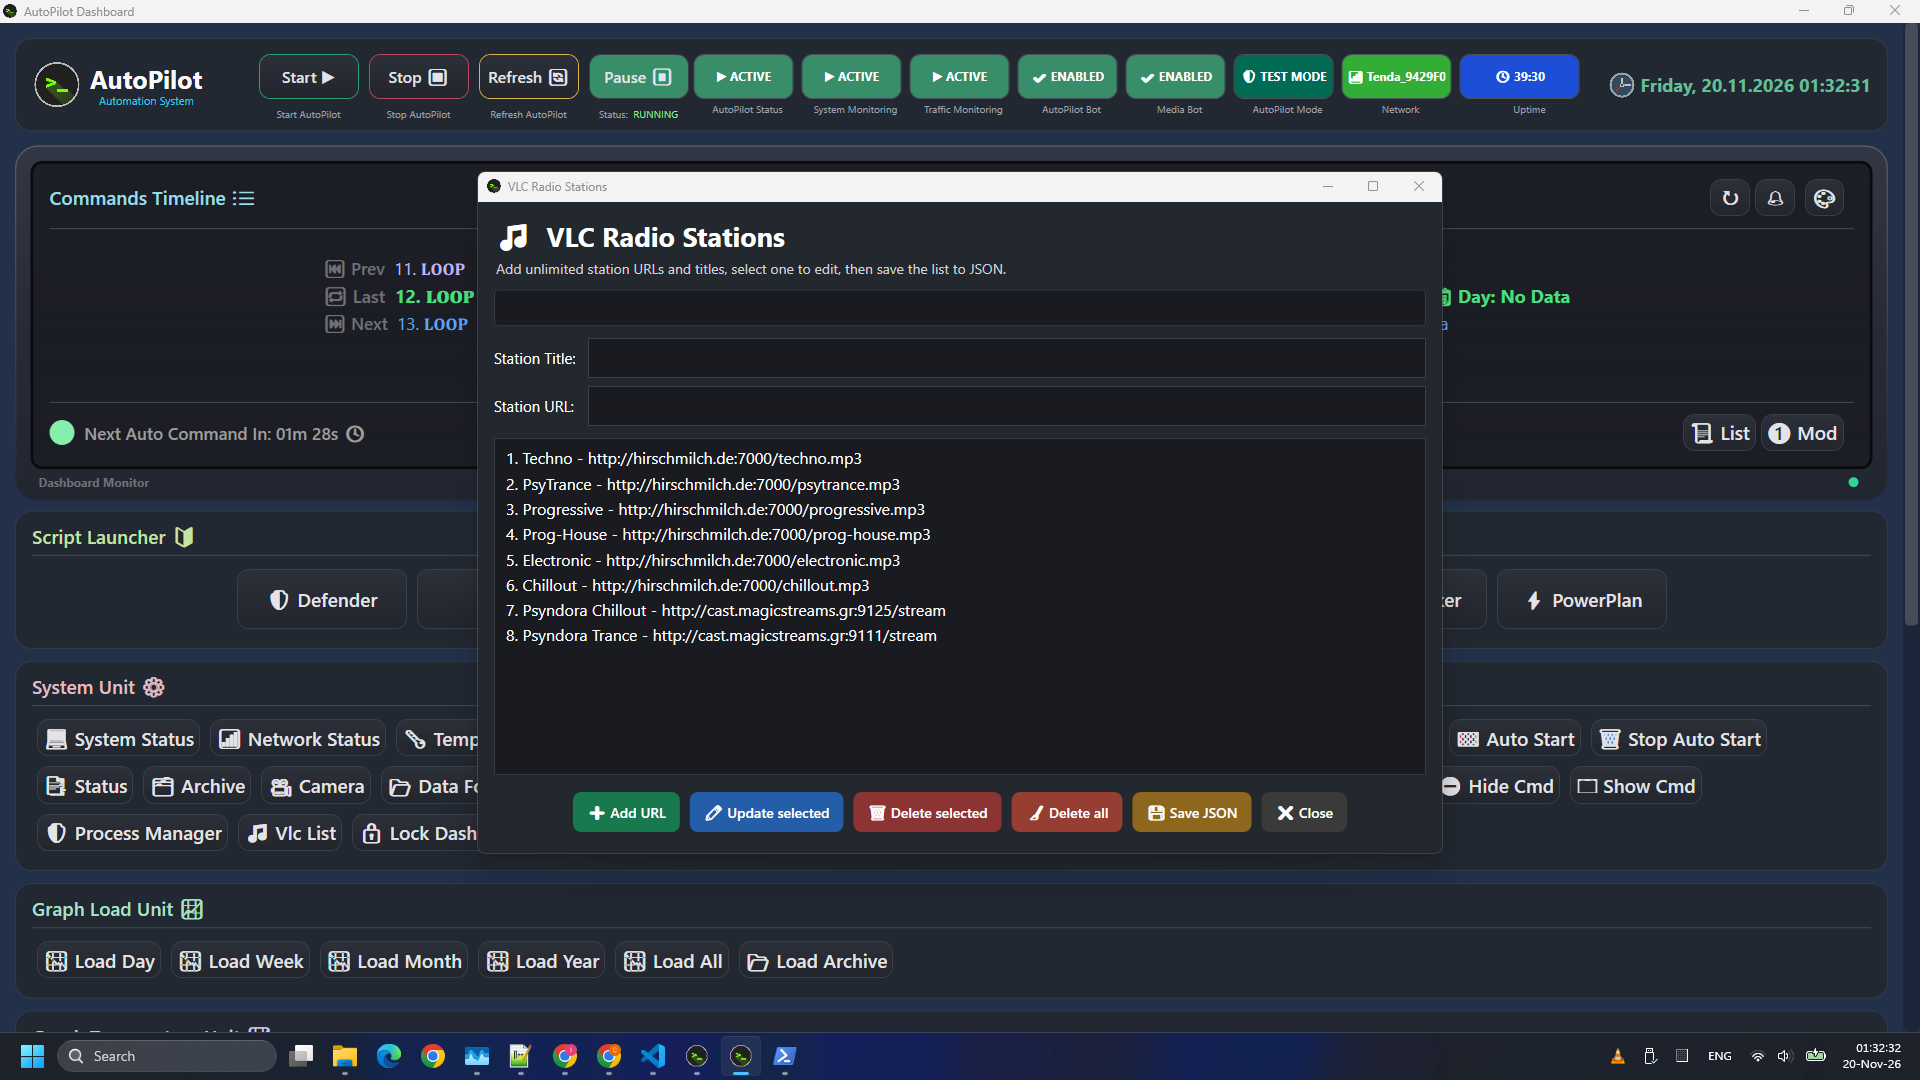 AutoPilot Dashboard
AutoPilot
Automation System
Start
Start AutoPilot
Stop
Stop AutoPilot
Refresh
Refresh AutoPilot
Pause
Status: RUNNING
ACTIVE
AutoPilot Status
ACTIVE
System Monitoring
ACTIVE
Traffic Monitoring
ENABLED
AutoPilot Bot
ENABLED
Media Bot
TEST MODE
AutoPilot Mode
Tenda_9429F0
Network
39:30
Uptime
Friday, 20.11.2026 01:32:31
Commands Timeline
Prev 11. LOOP
Last 12. LOOP
Next 13. LOOP
Next Auto Command In: 01m 28s
Dashboard Monitor
Day: No Data
a
List
1 Mod
VLC Radio Stations
VLC Radio Stations
Add unlimited station URLs and titles, select one to edit, then save the list to JSON.
Station Title:
Station URL:
1. Techno - http://hirschmilch.de:7000/techno.mp3
2. PsyTrance - http://hirschmilch.de:7000/psytrance.mp3
3. Progressive - http://hirschmilch.de:7000/progressive.mp3
4. Prog-House - http://hirschmilch.de:7000/prog-house.mp3
5. Electronic - http://hirschmilch.de:7000/electronic.mp3
6. Chillout - http://hirschmilch.de:7000/chillout.mp3
7. Psyndora Chillout - http://cast.magicstreams.gr:9125/stream
8. Psyndora Trance - http://cast.magicstreams.gr:9111/stream
Add URL
Update selected
Delete selected
Delete all
Save JSON
Close
Script Launcher
Defender
ker
PowerPlan
System Unit
System Status
Network Status
Temp
Auto Start
Stop Auto Start
Status
Archive
Camera
Data Fo
Hide Cmd
Show Cmd
Process Manager
Vlc List
Lock Dash
Graph Load Unit
Load Day
Load Week
Load Month
Load Year
Load All
Load Archive
Search
ENG
01:32:32
20-Nov-26